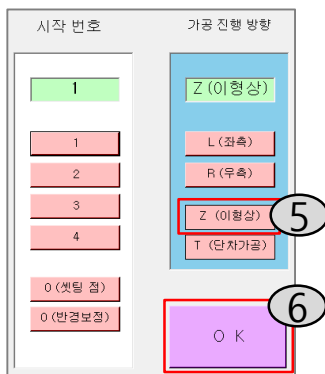 시작 번호
가공 진행 방향
1
Z (이형상)
1
2
3
4
0 (셋팅 점)
0 (반경보정)
L (좌측)
R (우측)
Z (이형상)
T (단차가공)
5
6
O K